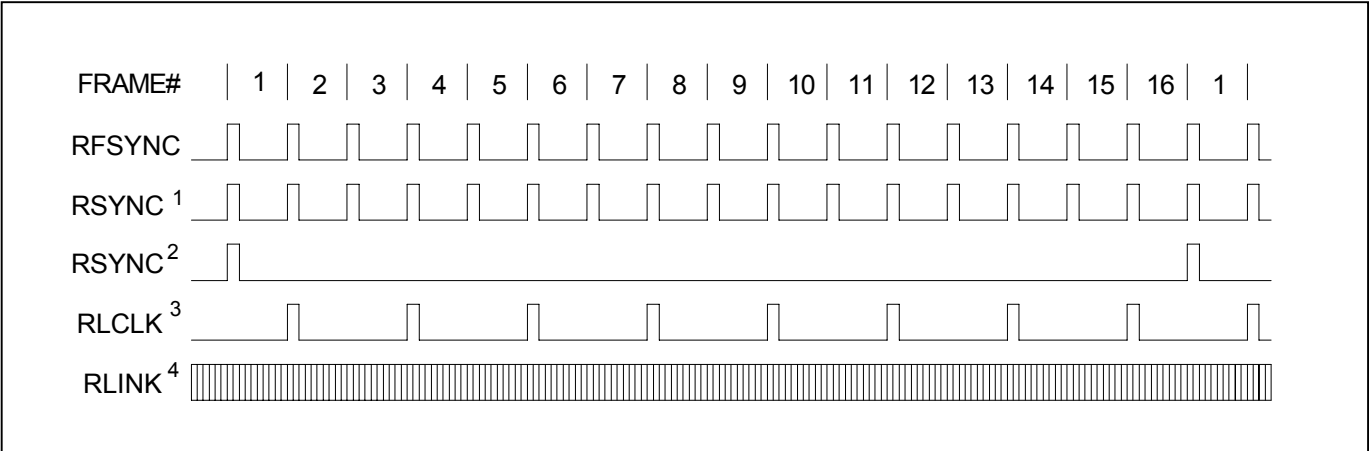 FRAME# 1 2 3 4 5 6 7 8 9 10 11 12 13 14 15 16 1
RFSYNC
RSYNC 1
RSYNC 2
RLCLK 3
RLINK 4